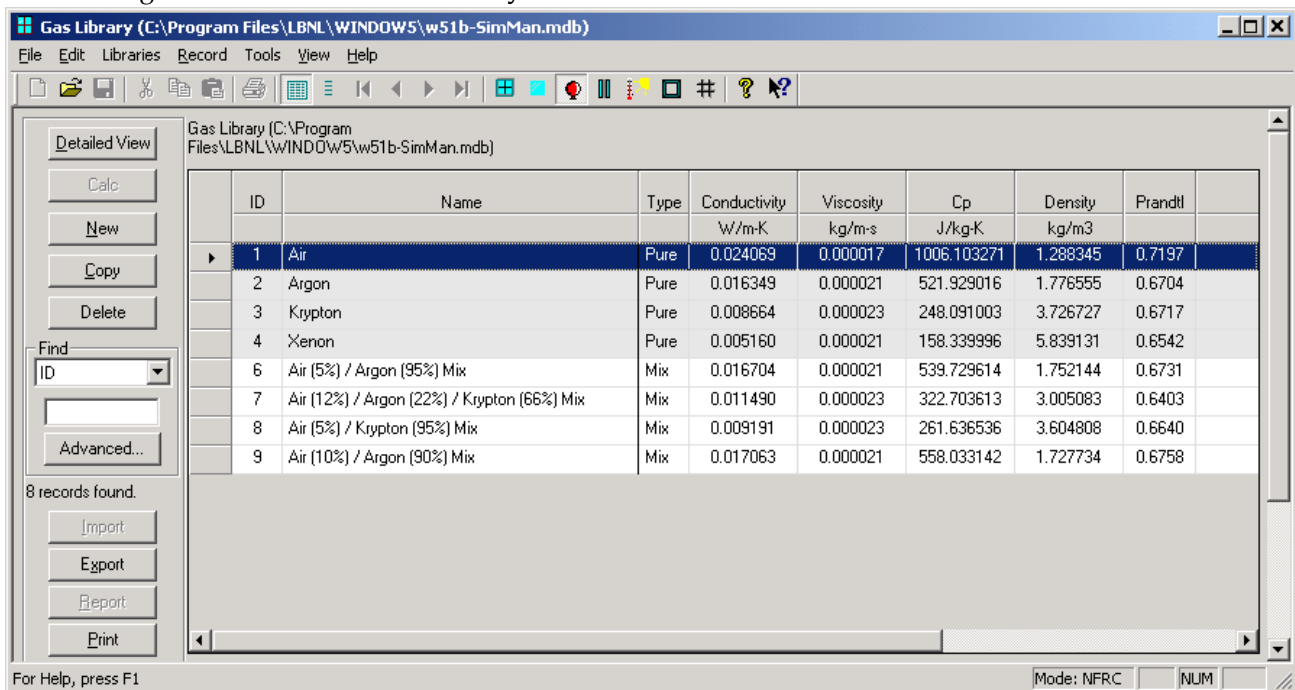 Gas Library (C:\Program Files\LBNL\WINDOW5\w51b-SimMan.mdb)
File Edit Libraries Record Tools View Help
Detailed View
Calc
New
Copy
Delete
Find
ID
Advanced...
8 records found.
Import
Export
Report
Print
Gas Library (C:\Program
Files\LBNL\WINDOW5\w51b-SimMan.mdb)
ID Name Type Conductivity Viscosity Cp Density Prandtl
W/m-K kg/m-s J/kg-K kg/m3
1 Air Pure 0.024069 0.000017 1006.103271 1.288345 0.7197
2 Argon Pure 0.016349 0.000021 521.929016 1.776555 0.6704
3 Krypton Pure 0.008664 0.000023 248.091003 3.726727 0.6717
4 Xenon Pure 0.005160 0.000021 158.339996 5.839131 0.6542
6 Air (5%) / Argon (95%) Mix Mix 0.016704 0.000021 539.729614 1.752144 0.6731
7 Air (12%) / Argon (22%) / Krypton (66%) Mix Mix 0.011490 0.000023 322.703613 3.005083 0.6403
8 Air (5%) / Krypton (95%) Mix Mix 0.009191 0.000023 261.636536 3.604808 0.6640
9 Air (10%) / Argon (90%) Mix Mix 0.017063 0.000021 558.033142 1.727734 0.6758
For Help, press F1
Mode: NFRC NUM